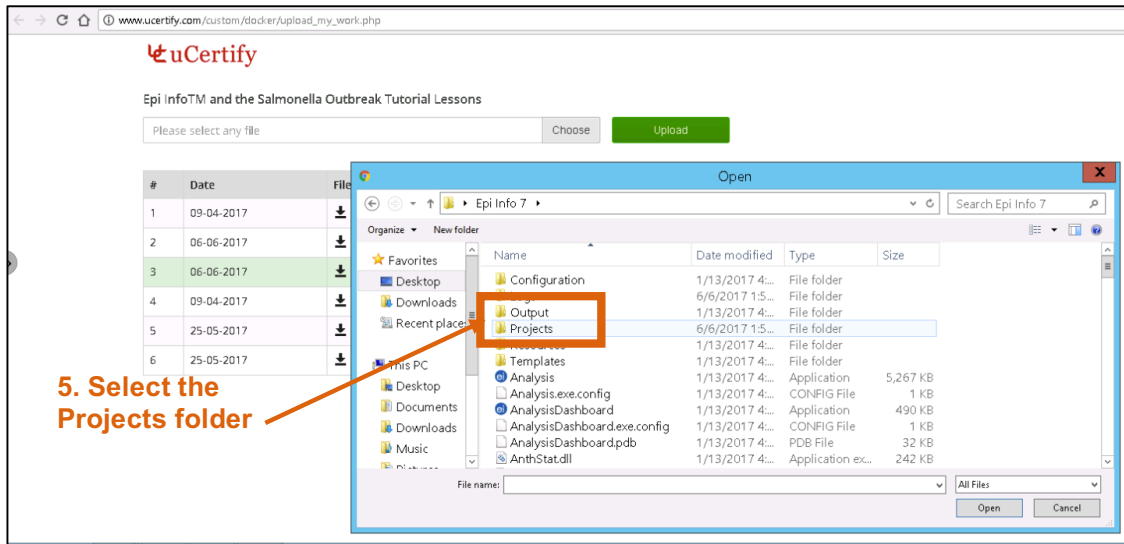 www.ucertify.com/custom/docker/upload_my_work.php
uCertify
Epi InfoTM and the Salmonella Outbreak Tutorial Lessons
Please select any file Choose Upload
# Date File
1 09-04-2017
2 06-06-2017
3 06-06-2017
4 09-04-2017
5 25-05-2017
6 25-05-2017
5. Select the
Projects folder
Open X
Epi Info 7 Search Epi Info 7
Organize New folder
Favorites
Desktop
Downloads
Recent places
This PC
Desktop
Documents
Downloads
Music
Name Date modified Type Size
Configuration 1/13/2017 4:... File folder
6/6/2017 1:5... File folder
Output 1/13/2017 4:... File folder
Projects 6/6/2017 1:5... File folder
Resources 1/13/2017 4:... File folder
Templates 1/13/2017 4:... File folder
Analysis 1/13/2017 4:... Application 5,267 KB
Analysis.exe.config 1/13/2017 4:... CONFIG File 1 KB
AnalysisDashboard 1/13/2017 4:... Application 490 KB
AnalysisDashboard.exe.config 1/13/2017 4:... CONFIG File 1 KB
AnalysisDashboard.pdb 1/13/2017 4:... PDB File 32 KB
AnthStat.dll 1/13/2017 4:... Application ex... 242 KB
File name: All Files
Open Cancel